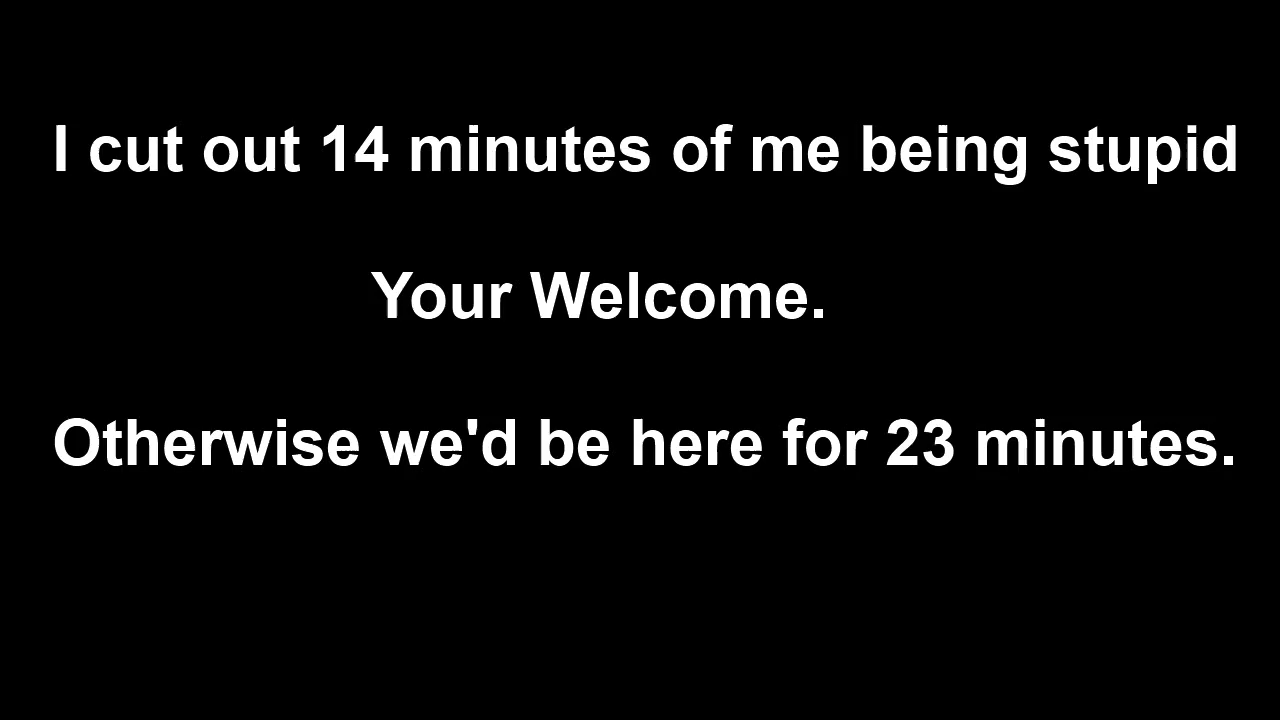 I cut out 14 minutes of me being stupid
Your Welcome.
Otherwise we'd be here for 23 minutes.